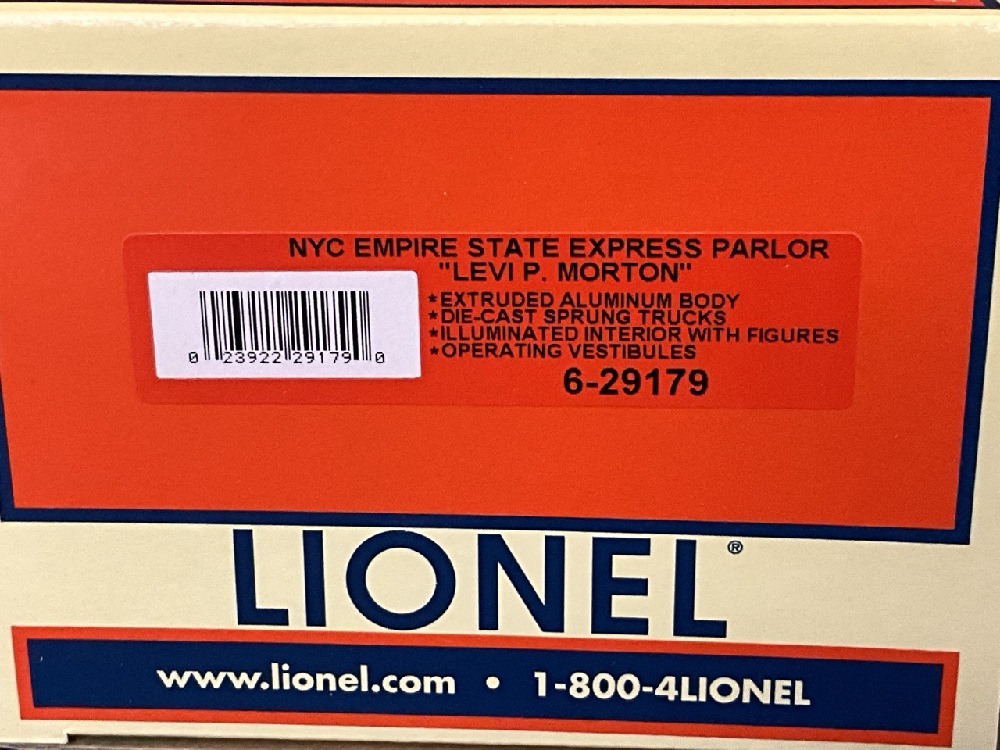 NYC EMPIRE STATE EXPRESS PARLOR
"LEVI P. MORTON"
*EXTRUDED ALUMINUM BODY
*DIE-CAST SPRUNG TRUCKS
*ILLUMINATED INTERIOR WITH FIGURES
*OPERATING VESTIBULES
0 23922 29179 0
6-29179
LIONEL®
www.lionel.com • 1-800-4LIONEL